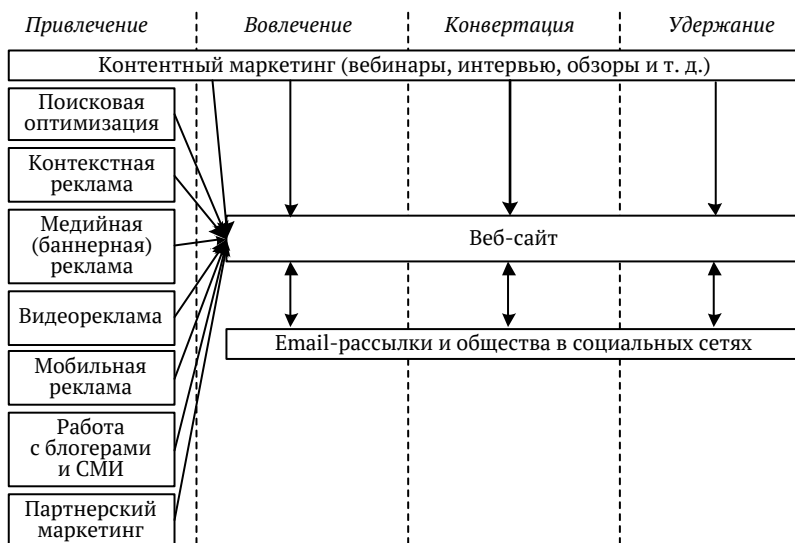 Привлечение Вовлечение Конвертация Удержание
Контентный маркетинг (вебинары, интервью, обзоры и т. д.)
Поисковая
оптимизация
Контекстная
реклама
Медийная
(баннерная)
реклама
Веб-сайт
Видеореклама
Email-рассылки и общества в социальных сетях
Мобильная
реклама
Работа
с блогерами
и СМИ
Партнерский
маркетинг